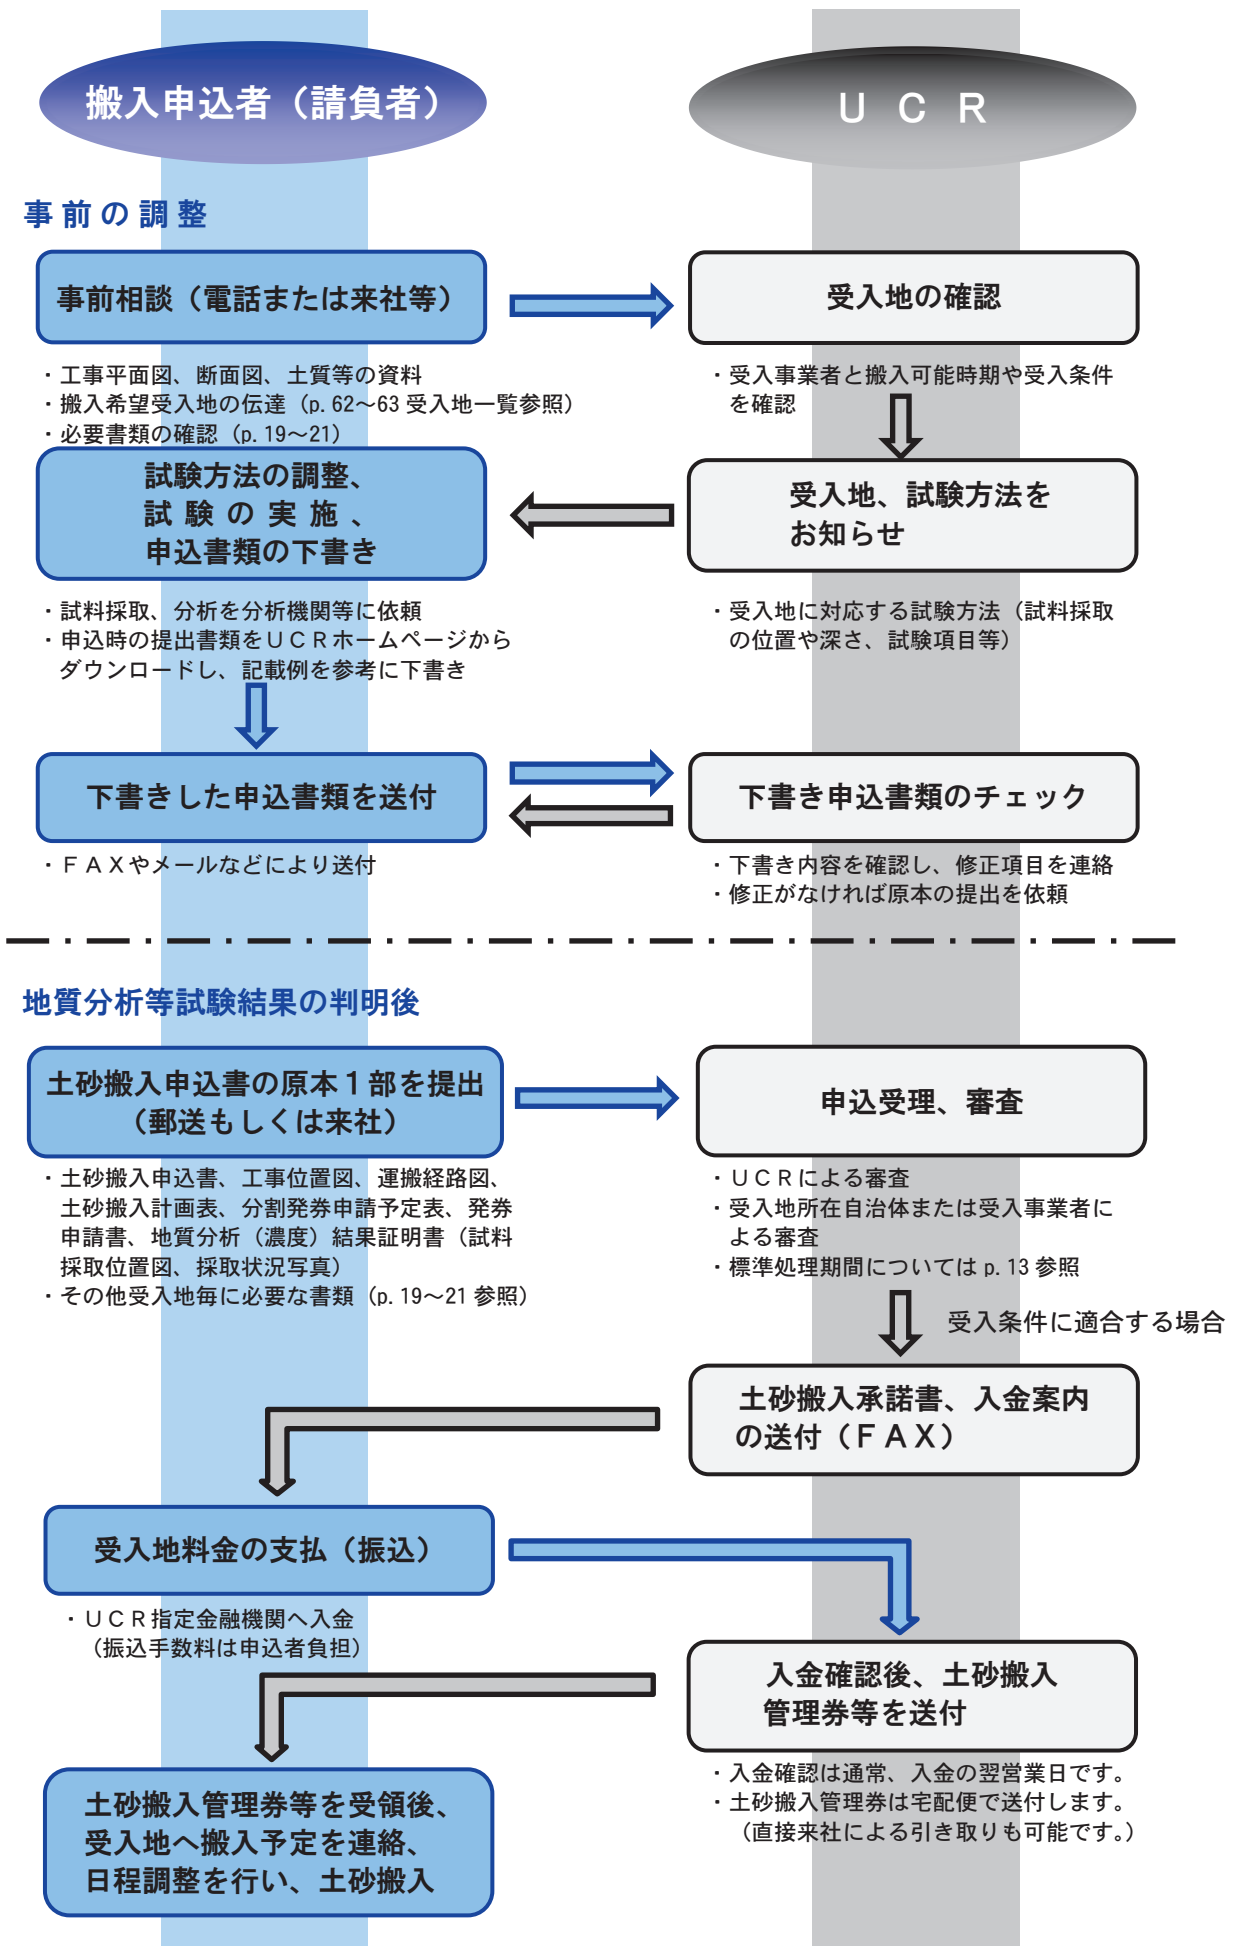 搬入申込者（請負者）
ＵＣＲ
事前の調整
事前相談（電話または来社等）
受入地の確認
・工事平面図、断面図、土質等の資料
・搬入希望受入地の伝達（p.62～63 受入地一覧参照）
・必要書類の確認（p.19～21）
・受入事業者と搬入可能時期や受入条件
を確認
試験方法の調整、
試験の実施、
申込書類の下書き
受入地、試験方法を
お知らせ
・試料採取、分析を分析機関等に依頼
・申込時の提出書類をＵＣＲホームページから
ダウンロードし、記載例を参考に下書き
・受入地に対応する試験方法（試料採取
の位置や深さ、試験項目等）
下書きした申込書類を送付
下書き申込書類のチェック
・ＦＡＸやメールなどにより送付
・下書き内容を確認し、修正項目を連絡
・修正がなければ原本の提出を依頼
地質分析等試験結果の判明後
土砂搬入申込書の原本１部を提出
（郵送もしくは来社）
申込受理、審査
・土砂搬入申込書、工事位置図、運搬経路図、
土砂搬入計画表、分割発券申請予定表、発券
申請書、地質分析（濃度）結果証明書（試料
採取位置図、採取状況写真）
・その他受入地毎に必要な書類（p.19～21 参照）
・ＵＣＲによる審査
・受入地所在自治体または受入事業者に
よる審査
・標準処理期間については p.13 参照
受入条件に適合する場合
土砂搬入承諾書、入金案内
の送付（ＦＡＸ）
受入地料金の支払（振込）
・ＵＣＲ指定金融機関へ入金
（振込手数料は申込者負担）
入金確認後、土砂搬入
管理券等を送付
・入金確認は通常、入金の翌営業日です。
・土砂搬入管理券は宅配便で送付します。
（直接来社による引き取りも可能です。）
土砂搬入管理券等を受領後、
受入地へ搬入予定を連絡、
日程調整を行い、土砂搬入